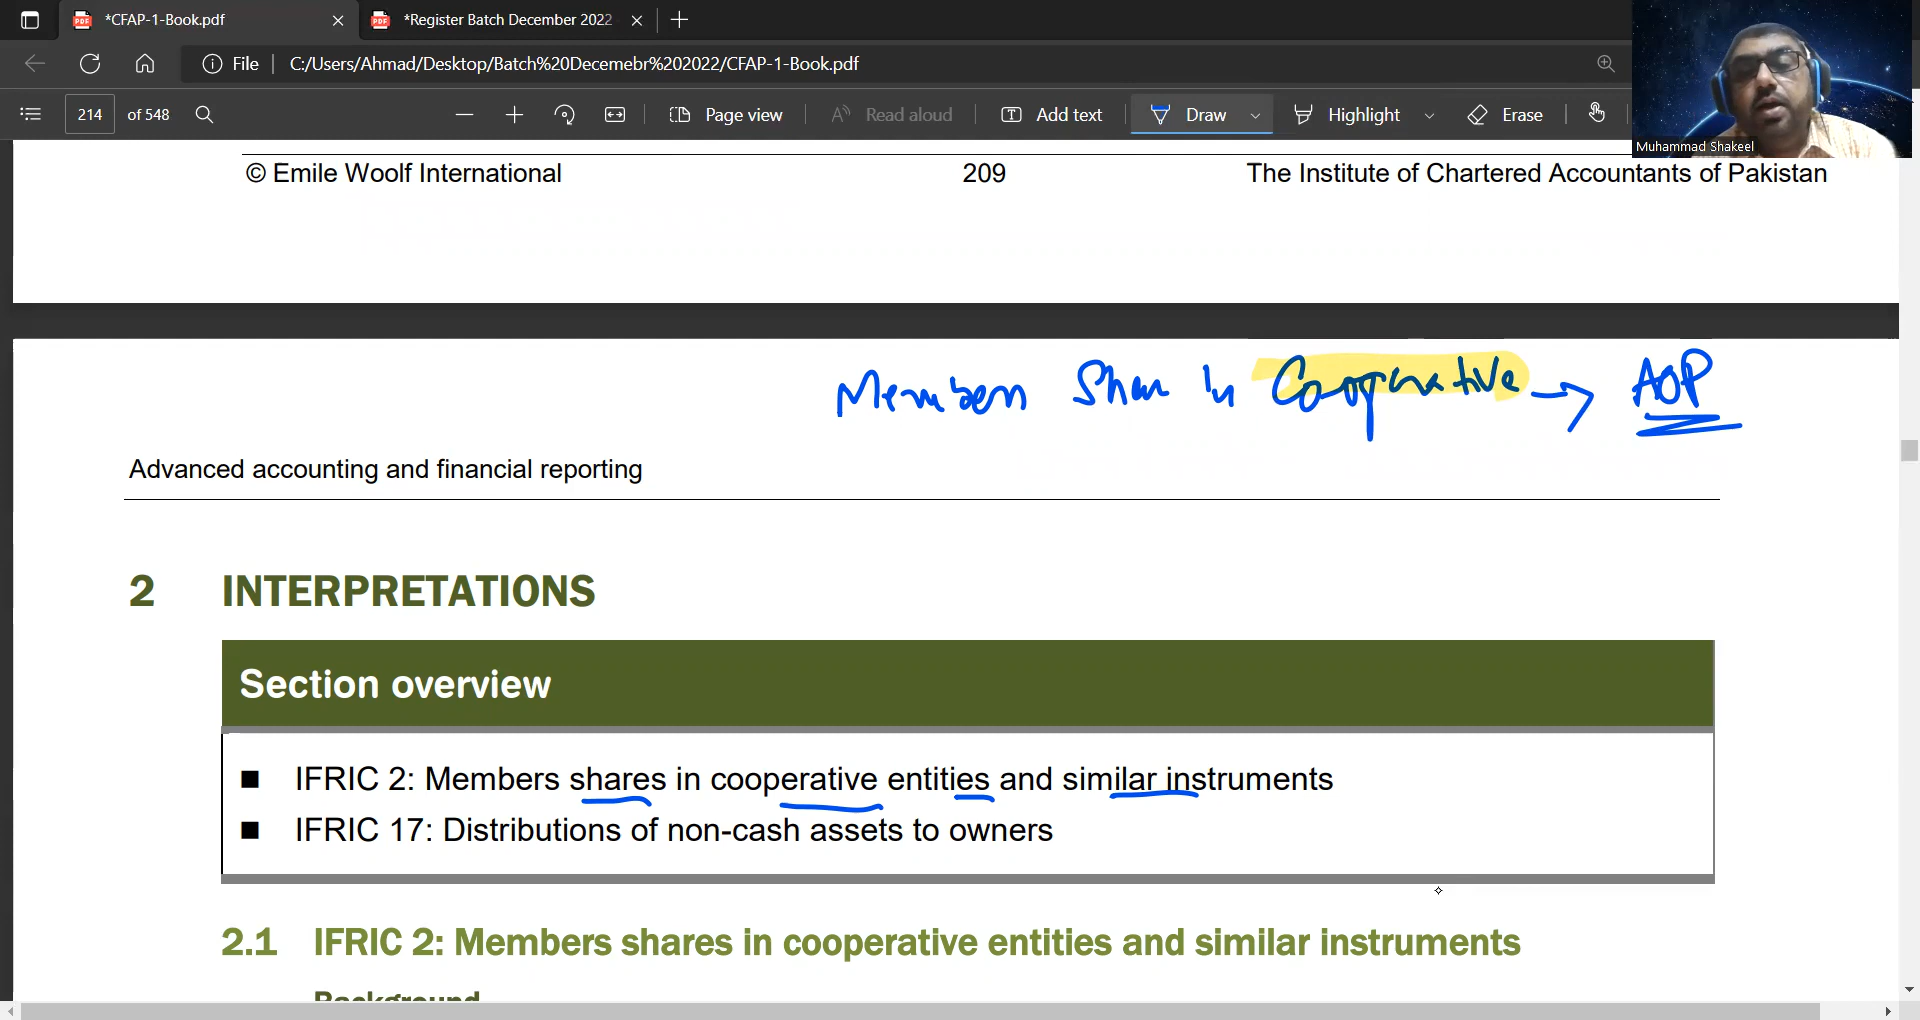 *CFAP-1-Book.pdf
*Register Batch December 2022
File
C:/Users/Ahmad/Desktop/Batch%20Decemebr%202022/CFAP-1-Book.pdf
214 of 548
Page view
Read aloud
Add text
Draw
Highlight
Erase
Muhammad Shakeel
© Emile Woolf International 209 The Institute of Chartered Accountants of Pakistan
Members Share in Cooperative → AOP
Advanced accounting and financial reporting
2 INTERPRETATIONS
Section overview
■ IFRIC 2: Members shares in cooperative entities and similar instruments
■ IFRIC 17: Distributions of non-cash assets to owners
2.1 IFRIC 2: Members shares in cooperative entities and similar instruments
Background